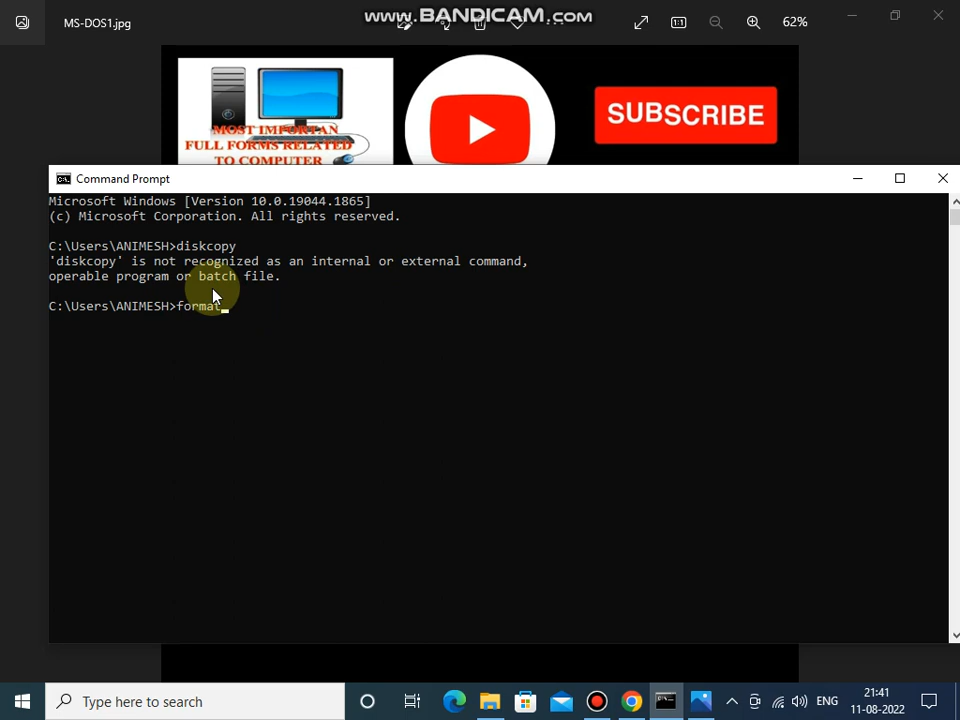 MS-DOS1.jpg
www.BANDICAM.com
62%
MOST IMPORTAN
FULL FORMS RELATED
TO COMPUTER
SUBSCRIBE
Command Prompt
Microsoft Windows [Version 10.0.19044.1865]
(c) Microsoft Corporation. All rights reserved.
C:\Users\ANIMESH>diskcopy
'diskcopy' is not recognized as an internal or external command,
operable program or batch file.
C:\Users\ANIMESH>format_
Type here to search
ENG
21:41
11-08-2022